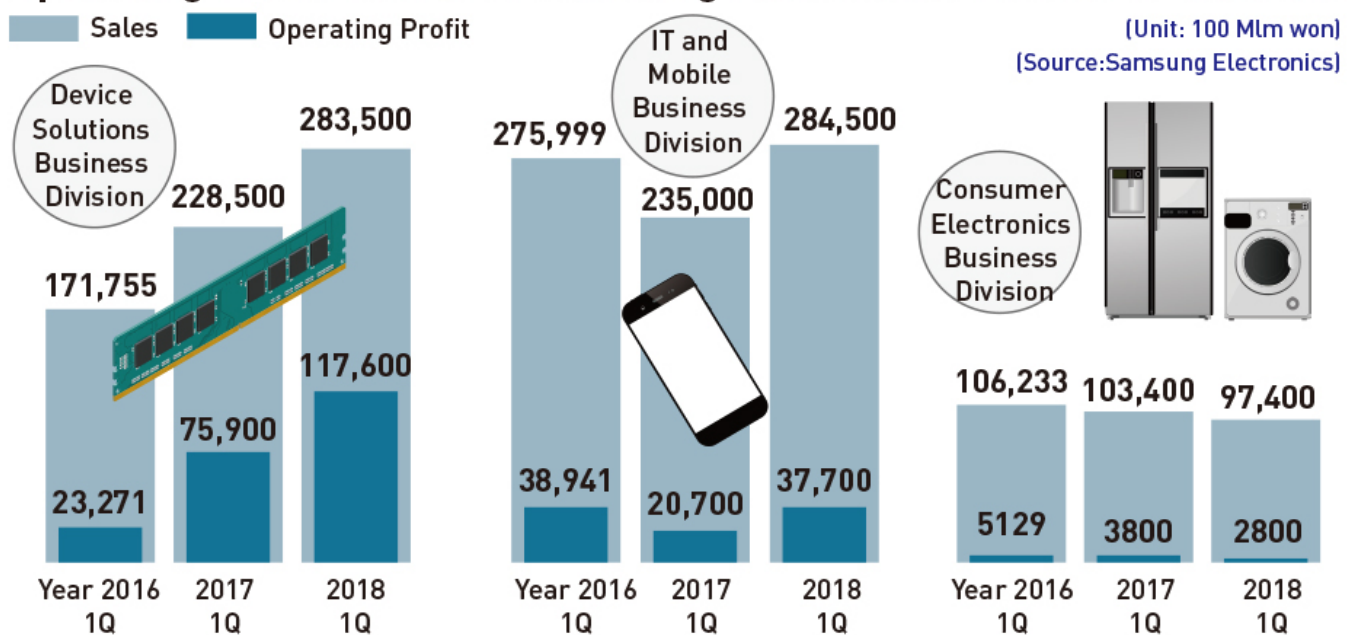 Sales
Operating Profit
(Unit: 100 Mlm won)
(Source:Samsung Electronics)
Device
Solutions
Business
Division
171,755
228,500
283,500
23,271
75,900
117,600
Year 2016
1Q
2017
1Q
2018
1Q
IT and
Mobile
Business
Division
275,999
235,000
284,500
38,941
20,700
37,700
Year 2016
1Q
2017
1Q
2018
1Q
Consumer
Electronics
Business
Division
106,233
103,400
97,400
5129
3800
2800
Year 2016
1Q
2017
1Q
2018
1Q